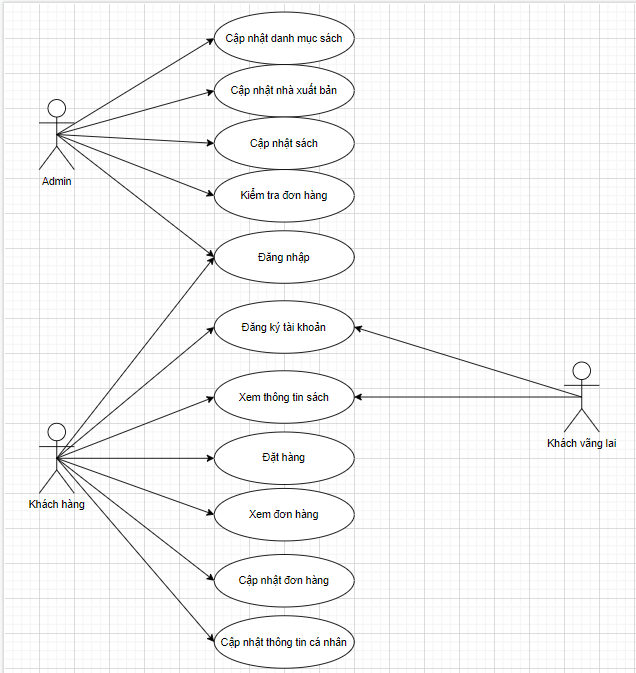 Cập nhật danh mục sách
Cập nhật nhà xuất bản
Cập nhật sách
Admin
Kiểm tra đơn hàng
Đăng nhập
Đăng ký tài khoản
Xem thông tin sách
Khách vãng lai
Đặt hàng
Khách hàng
Xem đơn hàng
Cập nhật đơn hàng
Cập nhật thông tin cá nhân